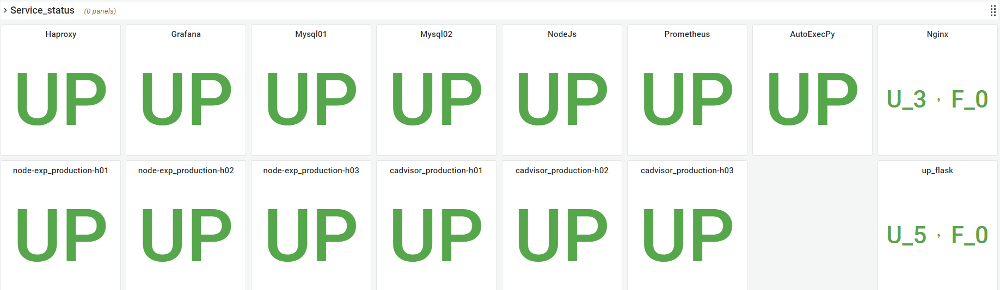 Service_status (0 panels)
Haproxy Grafana Mysql01 Mysql02 NodeJs Prometheus AutoExecPy Nginx
UP UP UP UP UP UP UP U_3 , F_0
node-exp_production-h01 node-exp_production-h02 node-exp_production-h03 cadvisor_production-h01 cadvisor_production-h02 cadvisor_production-h03 up_flask
UP UP UP UP UP UP U_5 , F_0